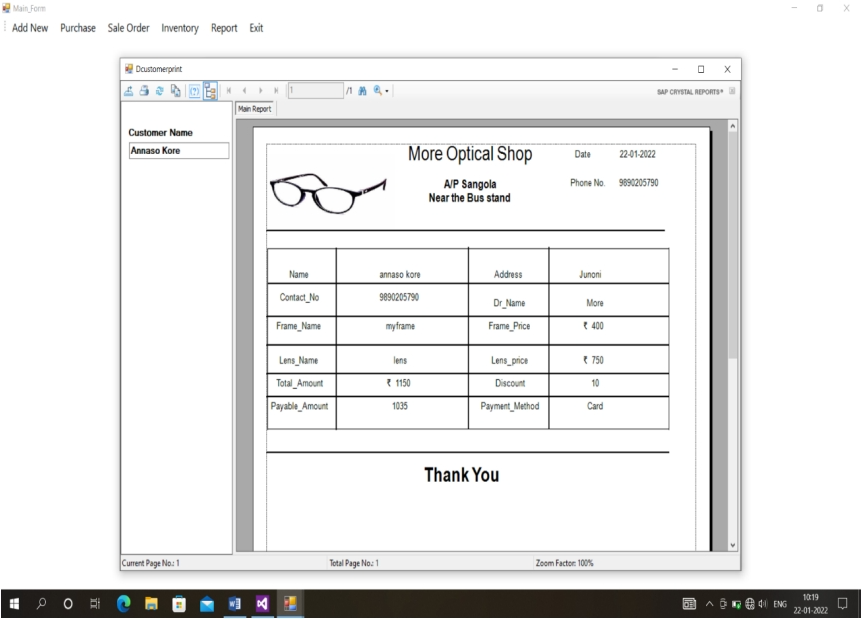 Main_Form
Add New Purchase Sale Order Inventory Report Exit
Dcustomerprint
1 /1 SAP CRYSTAL REPORTS®
Main Report
Customer Name
Annaso Kore
More Optical Shop Date 22-01-2022
A/P Sangola Phone No. 9890205790
Near the Bus stand
Name annaso kore Address Junoni
Contact_No 9890205790 Dr_Name More
Frame_Name myframe Frame_Price ₹ 400
Lens_Name lens Lens_price ₹ 750
Total_Amount ₹ 1150 Discount 10
Payable_Amount 1035 Payment_Method Card
Thank You
Current Page No.: 1 Total Page No.: 1 Zoom Factor: 100%
ENG 10:19
22-01-2022